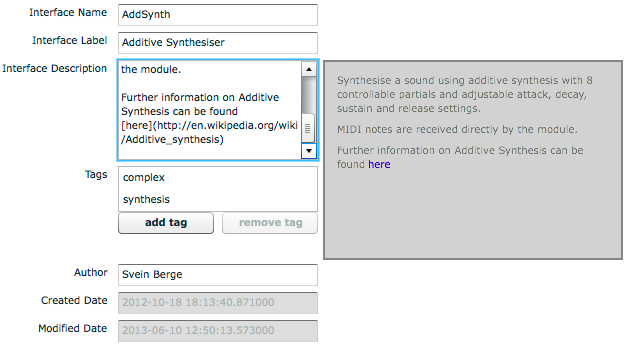 Interface Name AddSynth
Interface Label Additive Synthesiser
Interface Description the module.
Further information on Additive
Synthesis can be found
[here](http://en.wikipedia.org/wiki
/Additive_synthesis)
Synthesise a sound using additive synthesis with 8
controllable partials and adjustable attack, decay,
sustain and release settings.
MIDI notes are received directly by the module.
Further information on Additive Synthesis can be
found here
Tags complex
synthesis
add tag remove tag
Author Svein Berge
Created Date 2012-10-18 18:13:40.871000
Modified Date 2013-06-10 12:50:13.573000